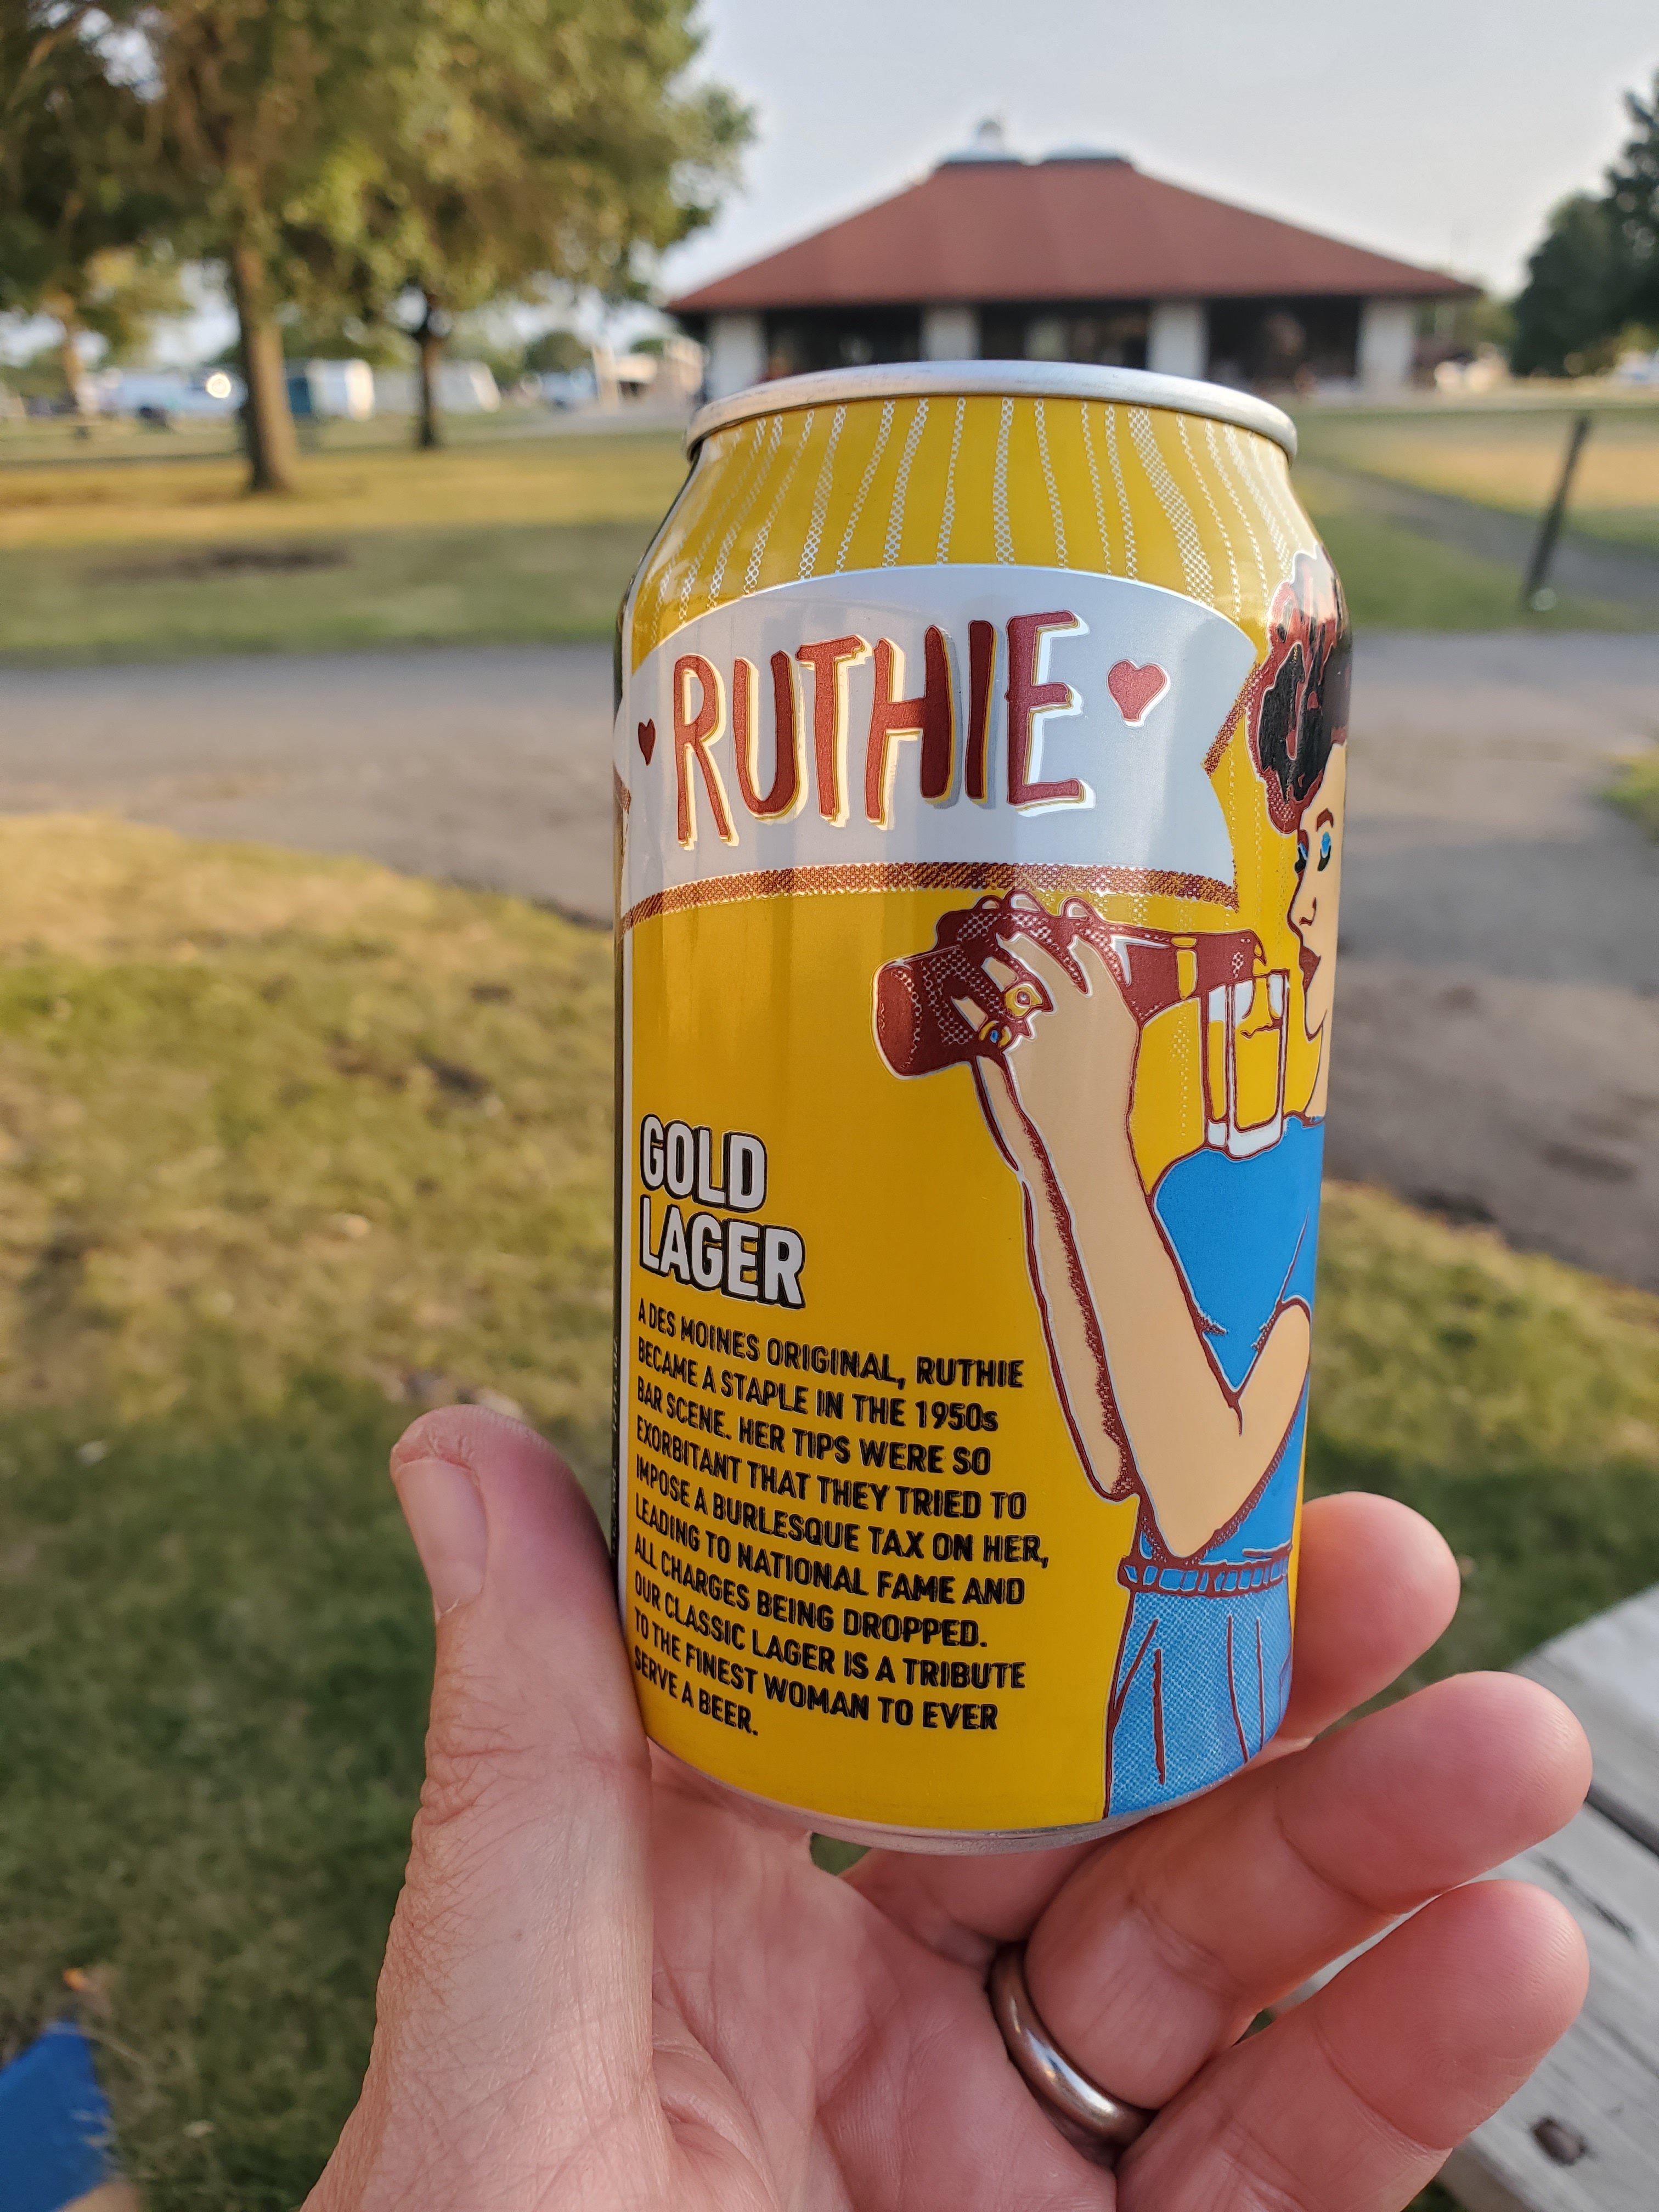 RUTHIE
GOLD
LAGER
A DES MOINES ORIGINAL, RUTHIE
BECAME A STAPLE IN THE 1950s
BAR SCENE. HER TIPS WERE SO
EXORBITANT THAT THEY TRIED TO
IMPOSE A BURLESQUE TAX ON HER,
LEADING TO NATIONAL FAME AND
ALL CHARGES BEING DROPPED.
OUR CLASSIC LAGER IS A TRIBUTE
TO THE FINEST WOMAN TO EVER
SERVE A BEER.